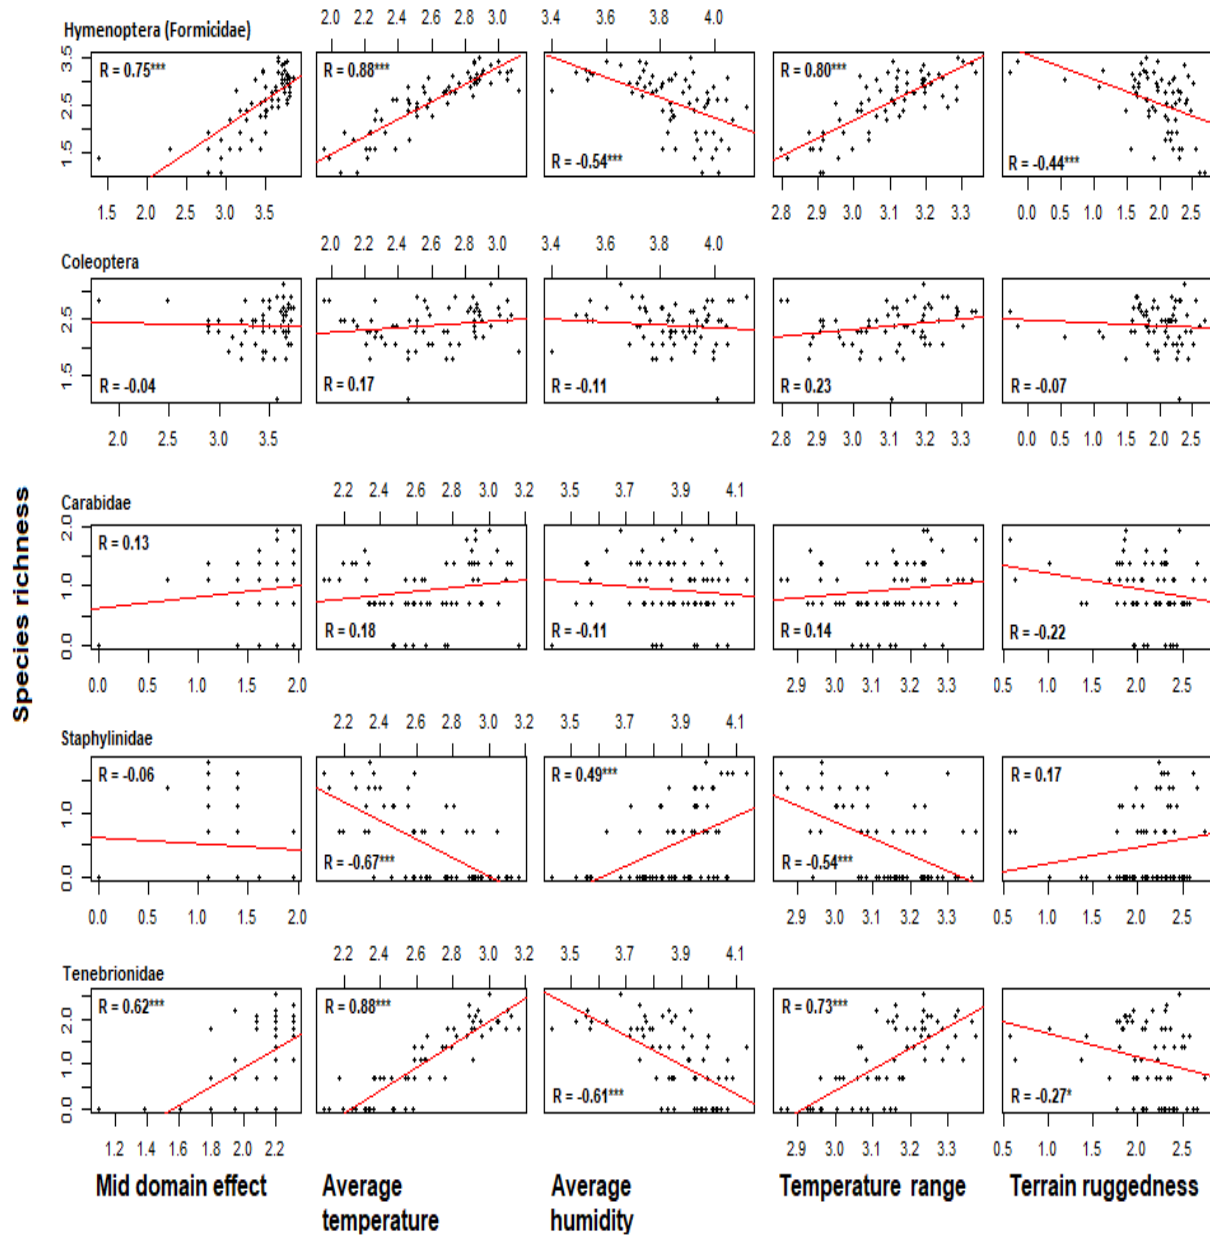 Hymenoptera (Formicidae)
2.0 2.2 2.4 2.6 2.8 3.0
3.4 3.6 3.8 4.0
3.5
2.5
1.5
R = 0.75***
R = 0.88***
R = -0.54***
R = 0.80***
R = -0.44***
1.5 2.0 2.5 3.0 3.5
2.8 2.9 3.0 3.1 3.2 3.3
0.0 0.5 1.0 1.5 2.0 2.5
Coleoptera
2.0 2.2 2.4 2.6 2.8 3.0
3.4 3.6 3.8 4.0
2.5
1.5
R = -0.04
R = 0.17
R = -0.11
R = 0.23
R = -0.07
2.0 2.5 3.0 3.5
2.8 2.9 3.0 3.1 3.2 3.3
0.0 0.5 1.0 1.5 2.0 2.5
Species richness
Carabidae
2.2 2.4 2.6 2.8 3.0 3.2
3.5 3.7 3.9 4.1
2.0
1.0
0.0
R = 0.13
R = 0.18
R = -0.11
R = 0.14
R = -0.22
0.0 0.5 1.0 1.5 2.0
2.9 3.0 3.1 3.2 3.3
0.5 1.0 1.5 2.0 2.5
Staphylinidae
2.2 2.4 2.6 2.8 3.0 3.2
3.5 3.7 3.9 4.1
1.0
0.0
R = -0.06
R = -0.67***
R = 0.49***
R = -0.54***
R = 0.17
0.0 0.5 1.0 1.5 2.0
2.9 3.0 3.1 3.2 3.3
0.5 1.0 1.5 2.0 2.5
Tenebrionidae
2.2 2.4 2.6 2.8 3.0 3.2
3.5 3.7 3.9 4.1
2.0
1.0
0.0
R = 0.62***
R = 0.88***
R = -0.61***
R = 0.73***
R = -0.27*
1.2 1.4 1.6 1.8 2.0 2.2
2.9 3.0 3.1 3.2 3.3
0.5 1.0 1.5 2.0 2.5
Mid domain effect
Average
temperature
Average
humidity
Temperature range
Terrain ruggedness